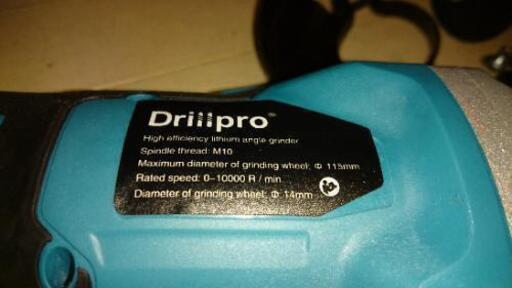 Drillpro®
High efficiency lithium angle grinder
Spindle thread: M10
Maximum diameter of grinding wheel: Φ 115mm
Rated speed: 0-10000 R / min
Diameter of grinding wheel: Φ 14mm